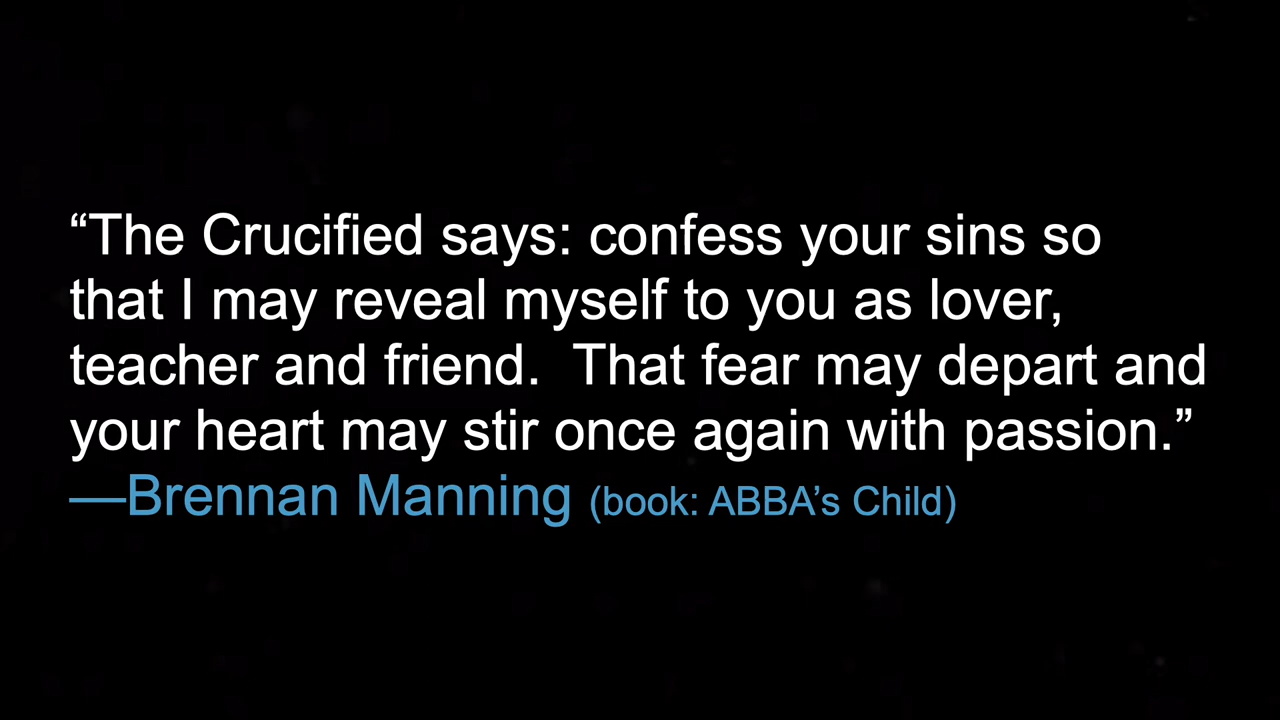 “The Crucified says: confess your sins so
that I may reveal myself to you as lover,
teacher and friend.  That fear may depart and
your heart may stir once again with passion.”
—Brennan Manning (book: ABBA’s Child)